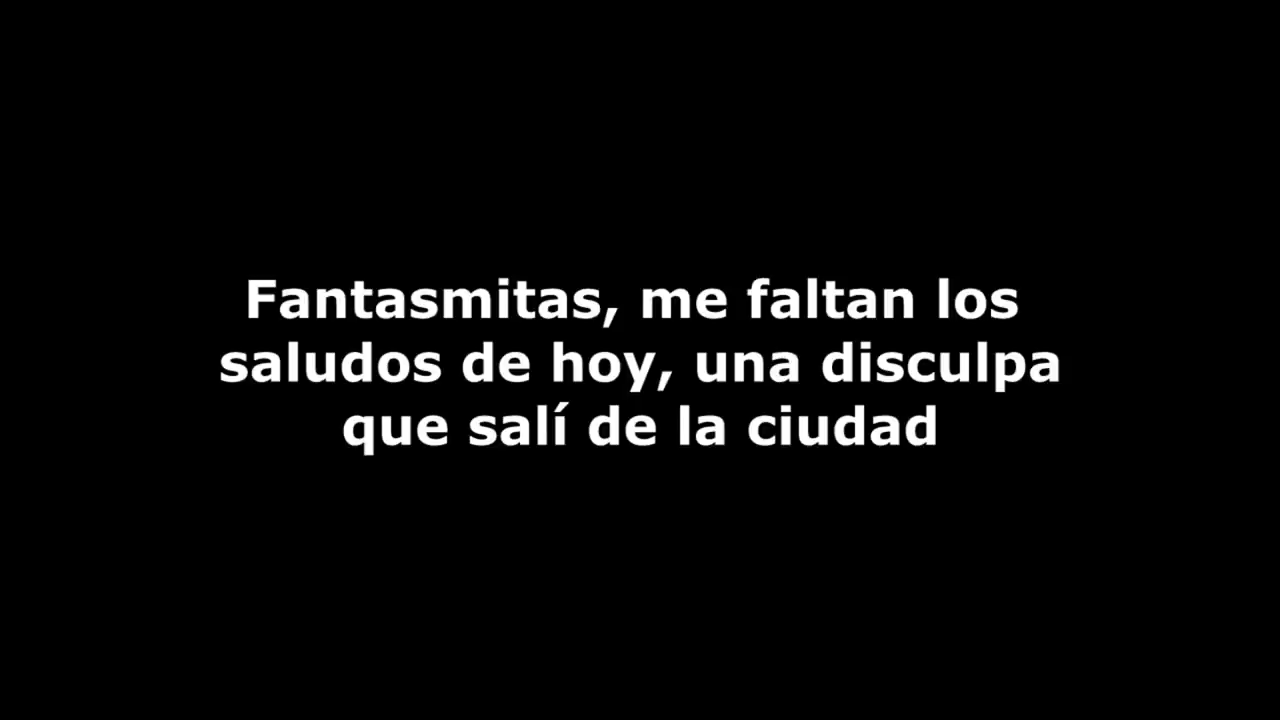 Fantasmitas, me faltan los
saludos de hoy, una disculpa
que salí de la ciudad